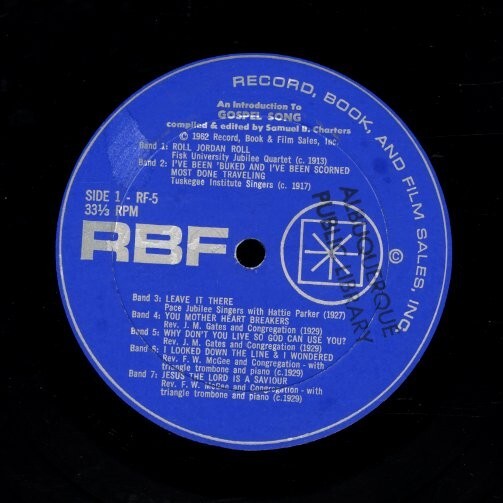 RECORD, BOOK, AND FILM SALES, INC.
An Introduction To
GOSPEL SONG
compiled & edited by Samuel B. Charters
© 1962 Record, Book & Film Sales, Inc.
Band 1: ROLL JORDAN ROLL
Fisk University Jubilee Quartet (c. 1913)
Band 2: I'VE BEEN 'BUKED AND I'VE BEEN SCORNED
MOST DONE TRAVELING
Tuskegee Institute Singers (c. 1917)
SIDE 1 - RF-5
33⅓ RPM
RBF
©
ALBUQUERQUE
PUBLIC LIBRARY
Band 3: LEAVE IT THERE
Pace Jubilee Singers with Hattie Parker (1927)
Band 4: YOU MOTHER HEART BREAKERS
Rev. J. M. Gates and Congregation (1929)
Band 5: WHY DON'T YOU LIVE SO GOD CAN USE YOU?
Rev. J. M. Gates and Congregation (1929)
Band 6: I LOOKED DOWN THE LINE & I WONDERED
Rev. F. W. McGee and Congregation - with
triangle trombone and piano (c.1929)
Band 7: JESUS THE LORD IS A SAVIOUR
Rev. F. W. McGee and Congregation - with
triangle trombone and piano (c.1929)